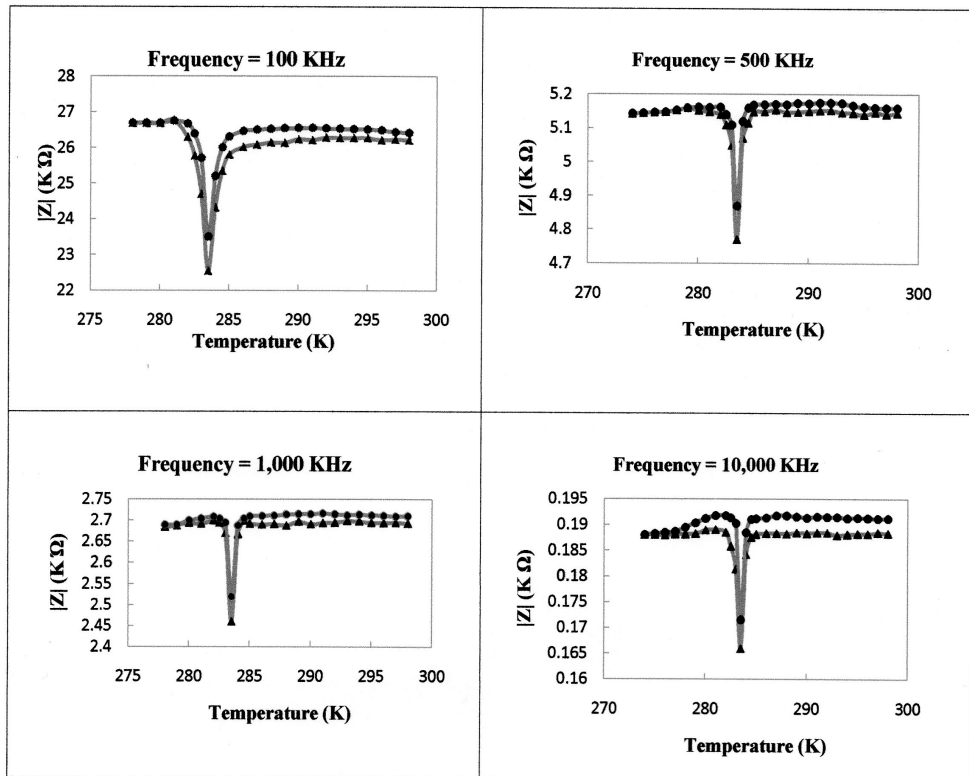 Frequency = 100 KHz
28
27
26
25
24
23
22
|Z| (K Ω)
275 280 285 290 295 300
Temperature (K)
Frequency = 500 KHz
5.2
5.1
5
4.9
4.8
4.7
|Z| (K Ω)
270 280 290 300
Temperature (K)
Frequency = 1,000 KHz
2.75
2.7
2.65
2.6
2.55
2.5
2.45
2.4
|Z| (K Ω)
275 280 285 290 295 300
Temperature (K)
Frequency = 10,000 KHz
0.195
0.19
0.185
0.18
0.175
0.17
0.165
0.16
|Z| (K Ω)
270 280 290 300
Temperature (K)